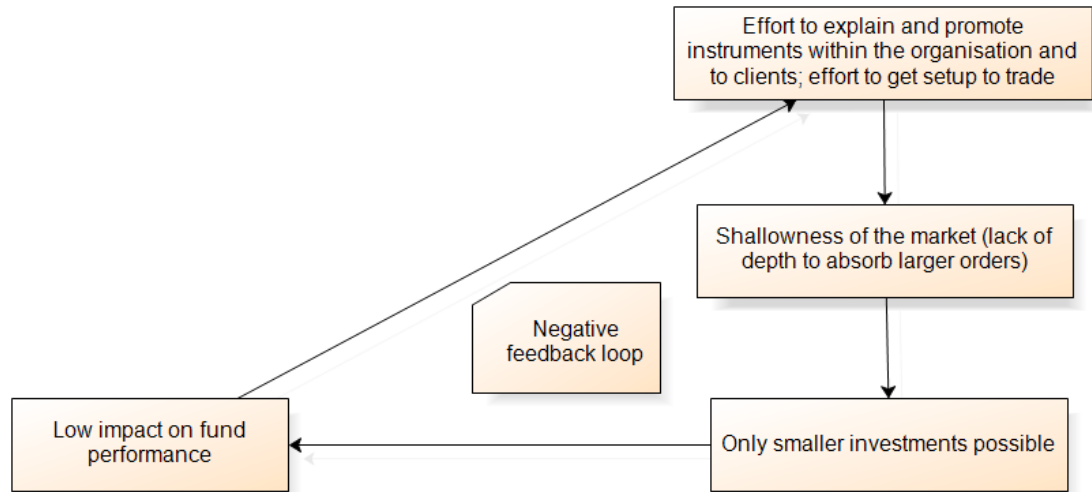 Effort to explain and promote
instruments within the organisation and
to clients; effort to get setup to trade
Shallowness of the market (lack of
depth to absorb larger orders)
Negative
feedback loop
Low impact on fund
performance
Only smaller investments possible